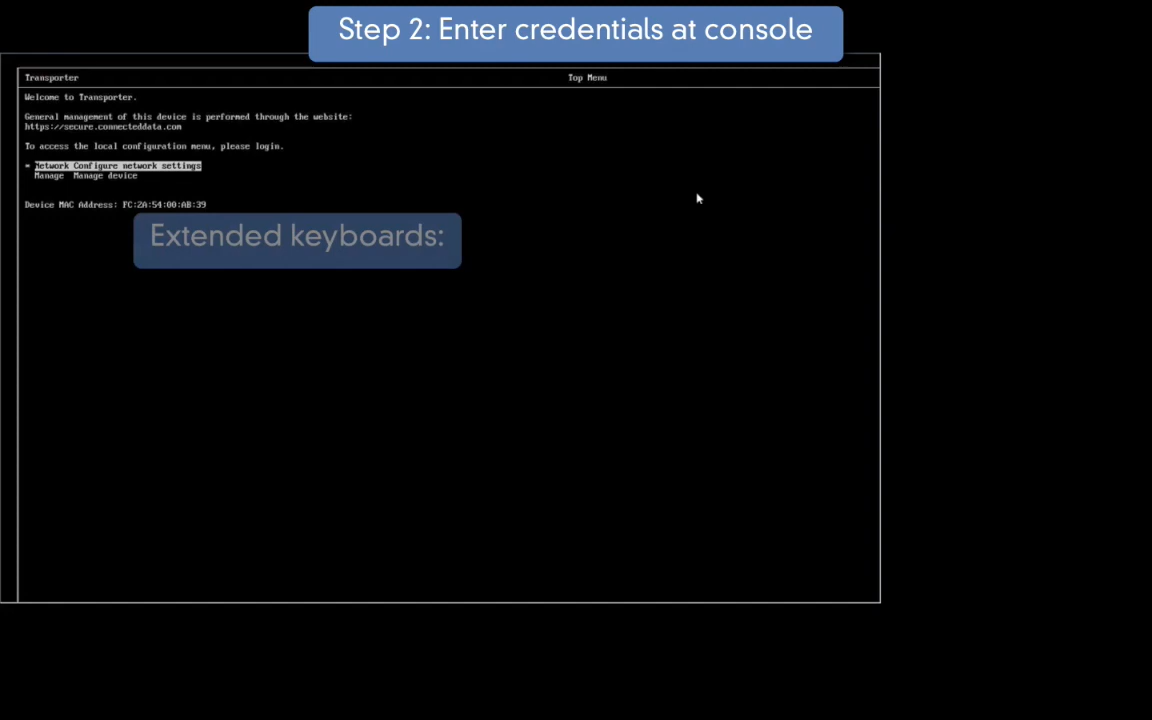 Step 2: Enter credentials at console
Transporter Top Menu
Welcome to Transporter.
General management of this device is performed through the website:
https://secure.connecteddata.com
To access the local configuration menu, please login.
* Network Configure network settings
Manage Manage device
Device MAC Address: FC:2A:54:00:AB:39
Extended keyboards: